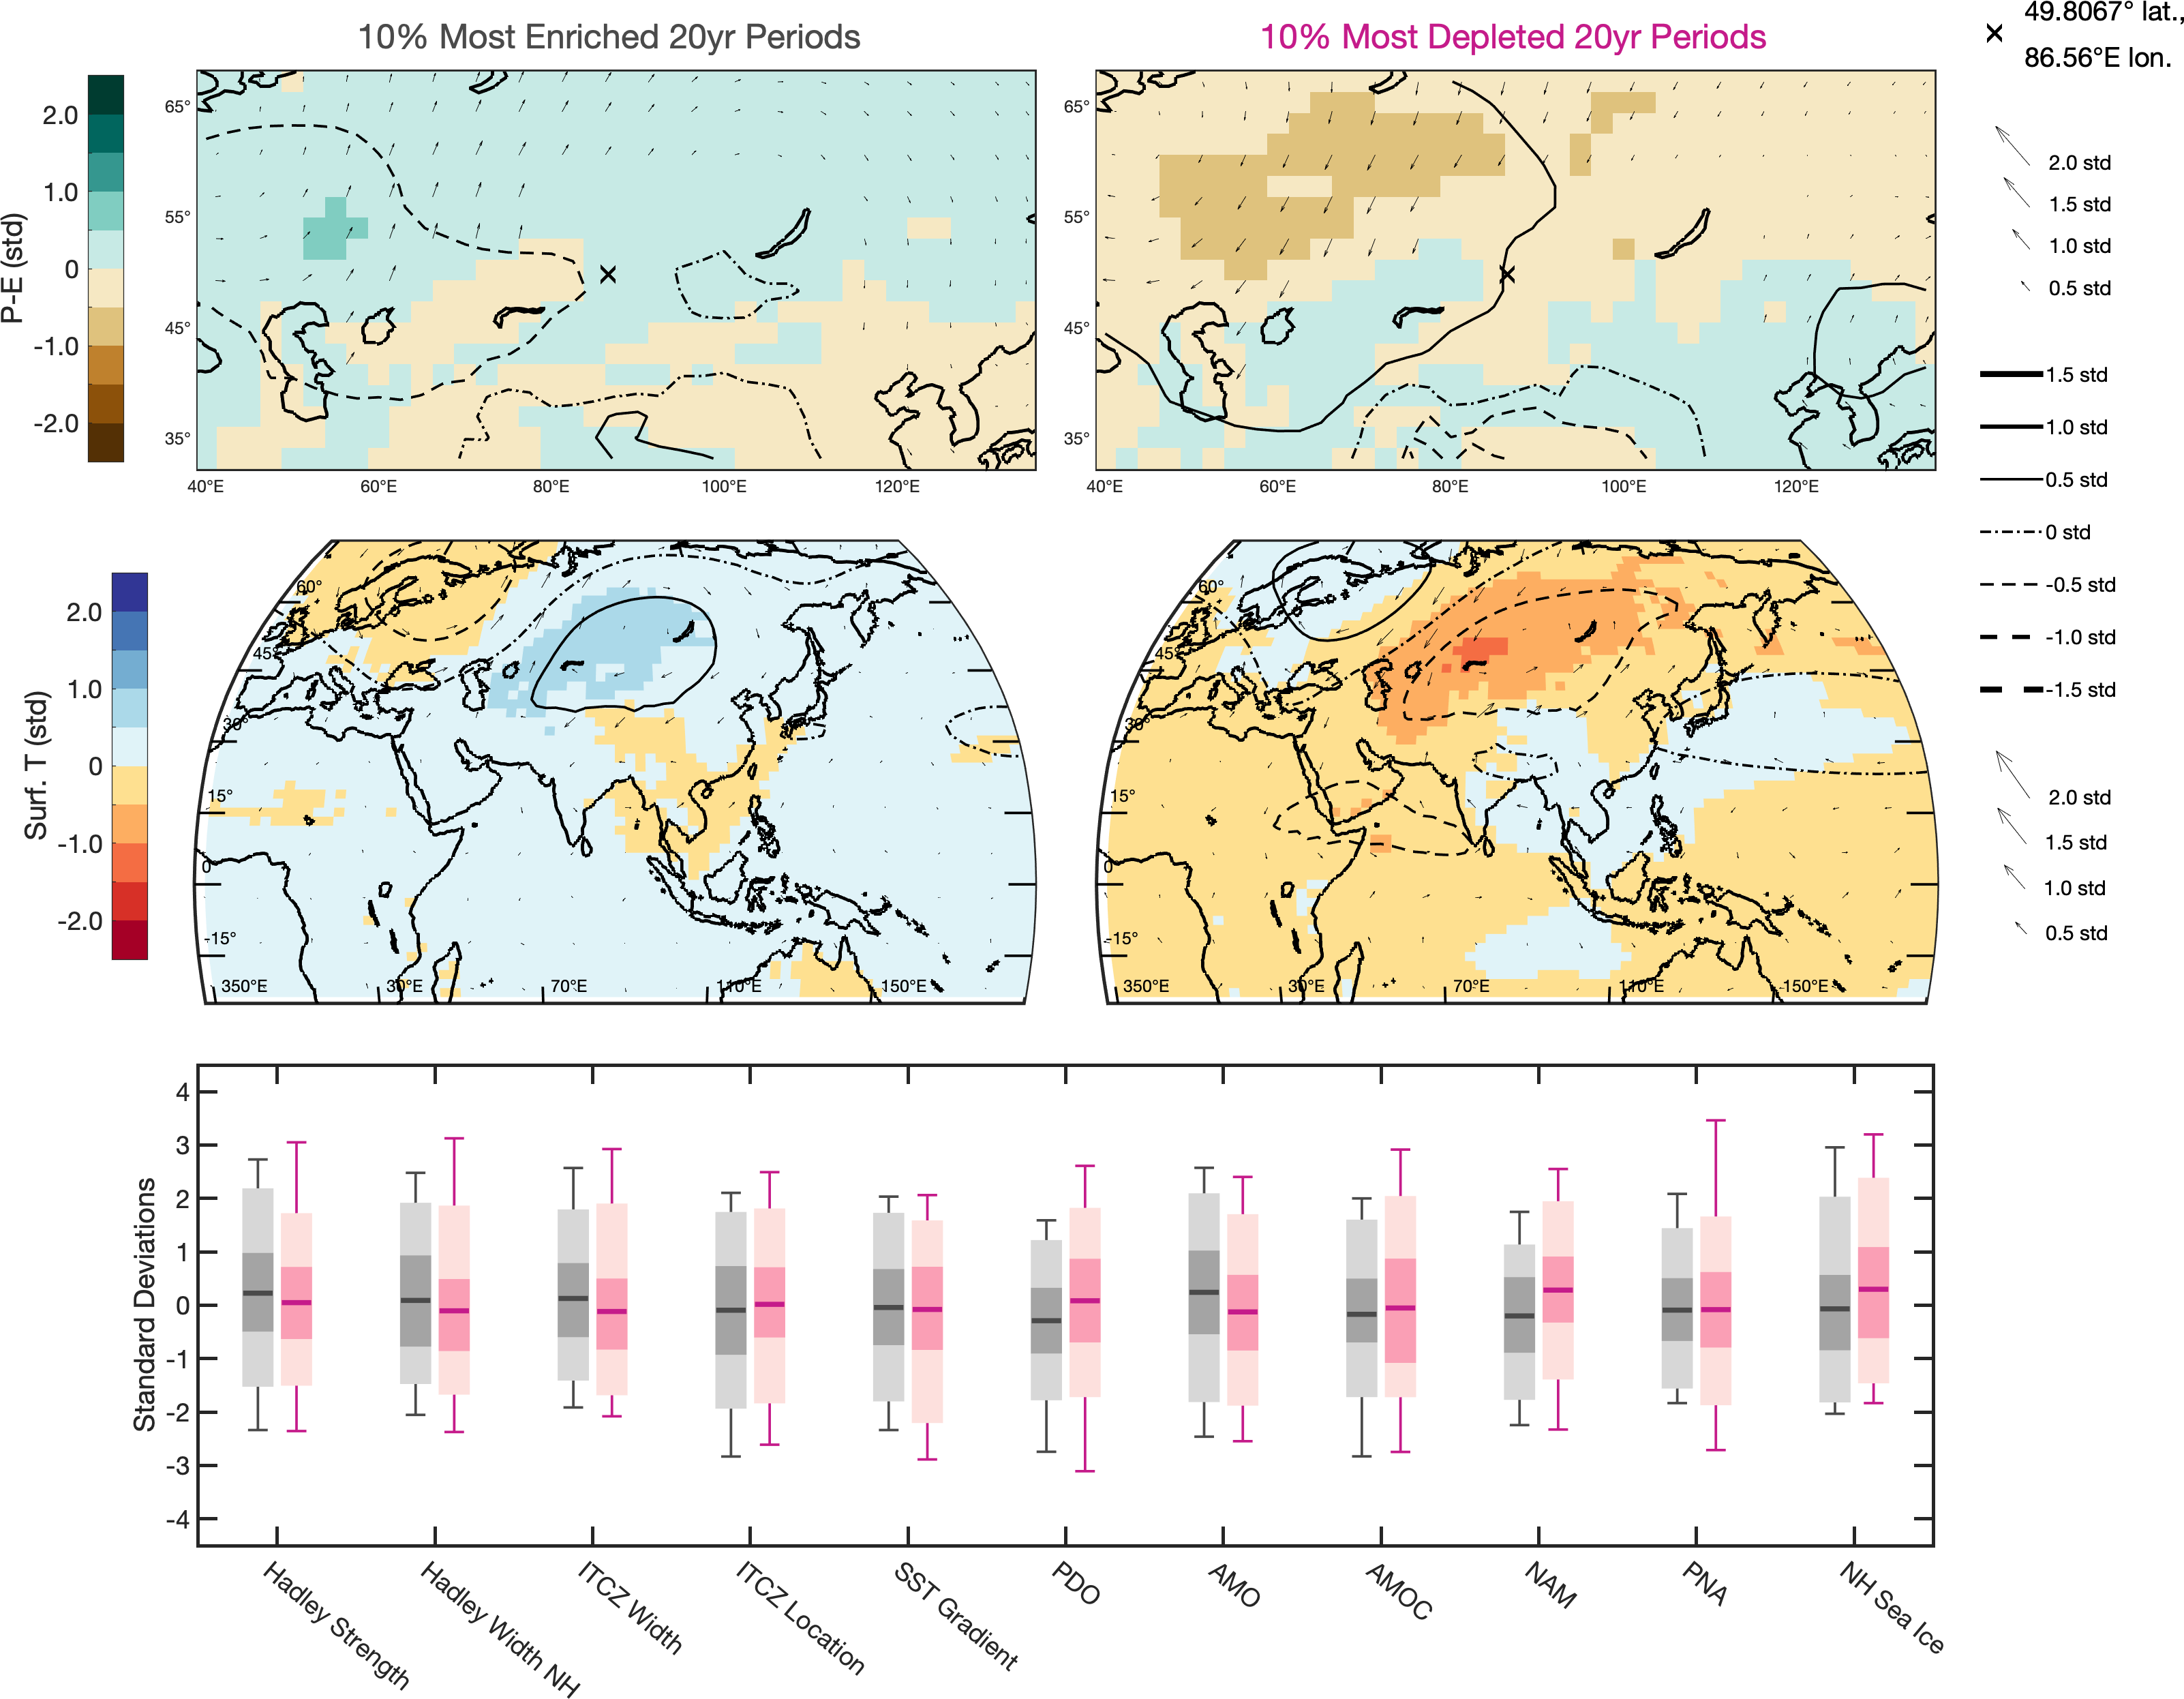 10% Most Enriched 20yr Periods
10% Most Depleted 20yr Periods
49.8067° lat.,
86.56°E lon.
P-E (std)
2.0
1.0
0
-1.0
-2.0
65°
55°
45°
35°
40°E 60°E 80°E 100°E 120°E
65°
55°
45°
35°
40°E 60°E 80°E 100°E 120°E
2.0 std
1.5 std
1.0 std
0.5 std
1.5 std
1.0 std
0.5 std
0 std
-0.5 std
-1.0 std
-1.5 std
Surf. T (std)
2.0
1.0
0
-1.0
-2.0
60°
45°
30°
15°
0
-15°
350°E 30°E 70°E 110°E 150°E
60°
45°
30°
15°
0
-15°
350°E 30°E 70°E 110°E 150°E
2.0 std
1.5 std
1.0 std
0.5 std
Standard Deviations
4
3
2
1
0
-1
-2
-3
-4
Hadley Strength
Hadley Width NH
ITCZ Width
ITCZ Location
SST Gradient
PDO
AMO
AMOC
NAM
PNA
NH Sea Ice